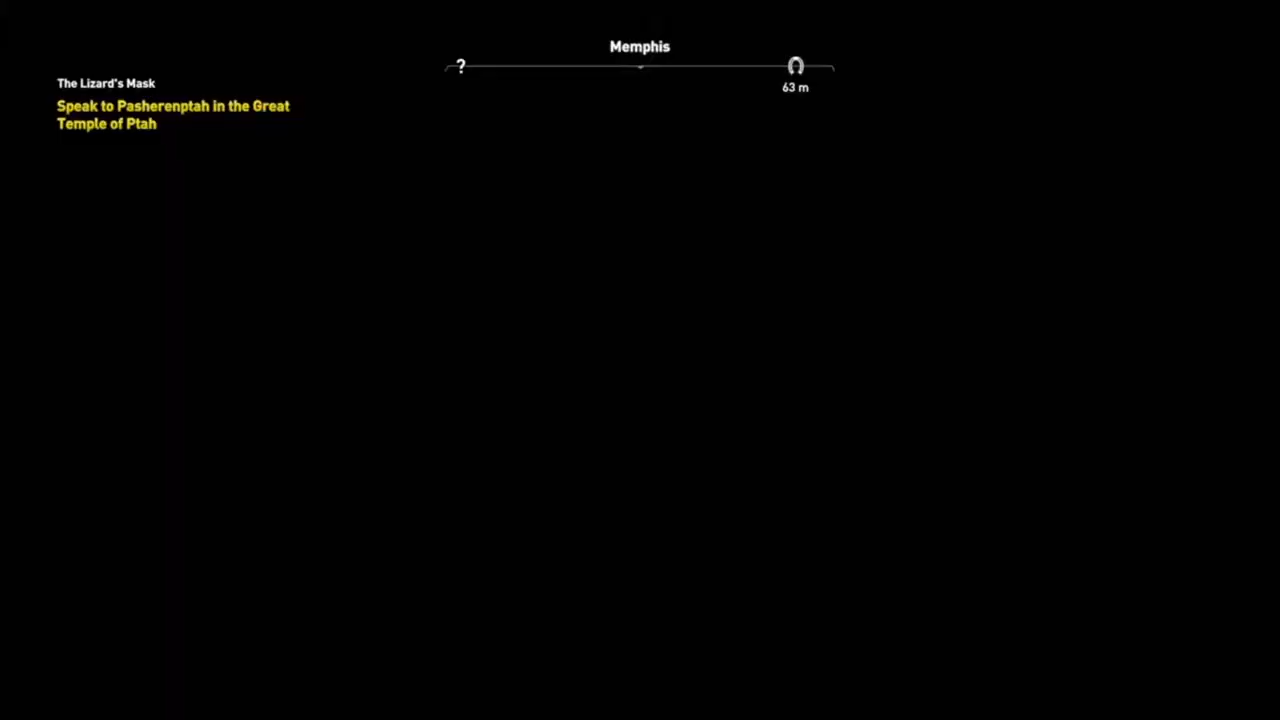 Memphis
?
63 m
The Lizard's Mask
Speak to Pasherenptah in the Great
Temple of Ptah